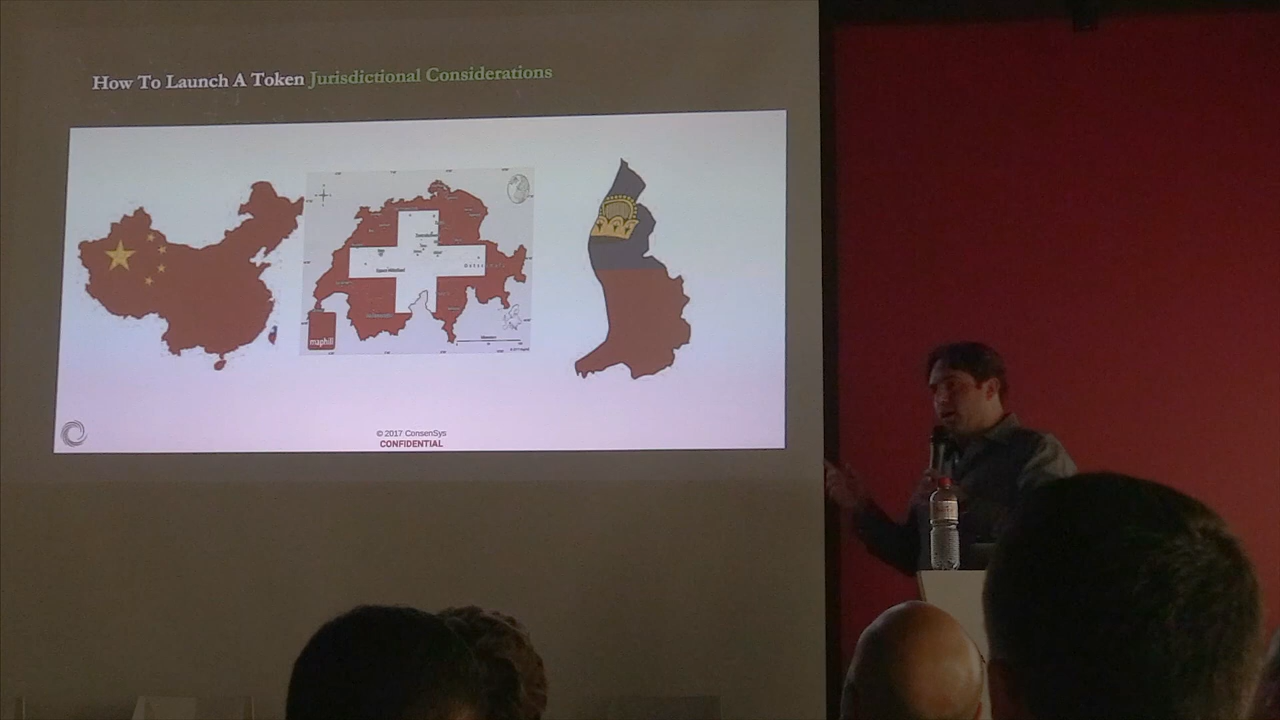 How To Launch A Token Jurisdictional Considerations
maphill
© 2017 ConsenSys
CONFIDENTIAL